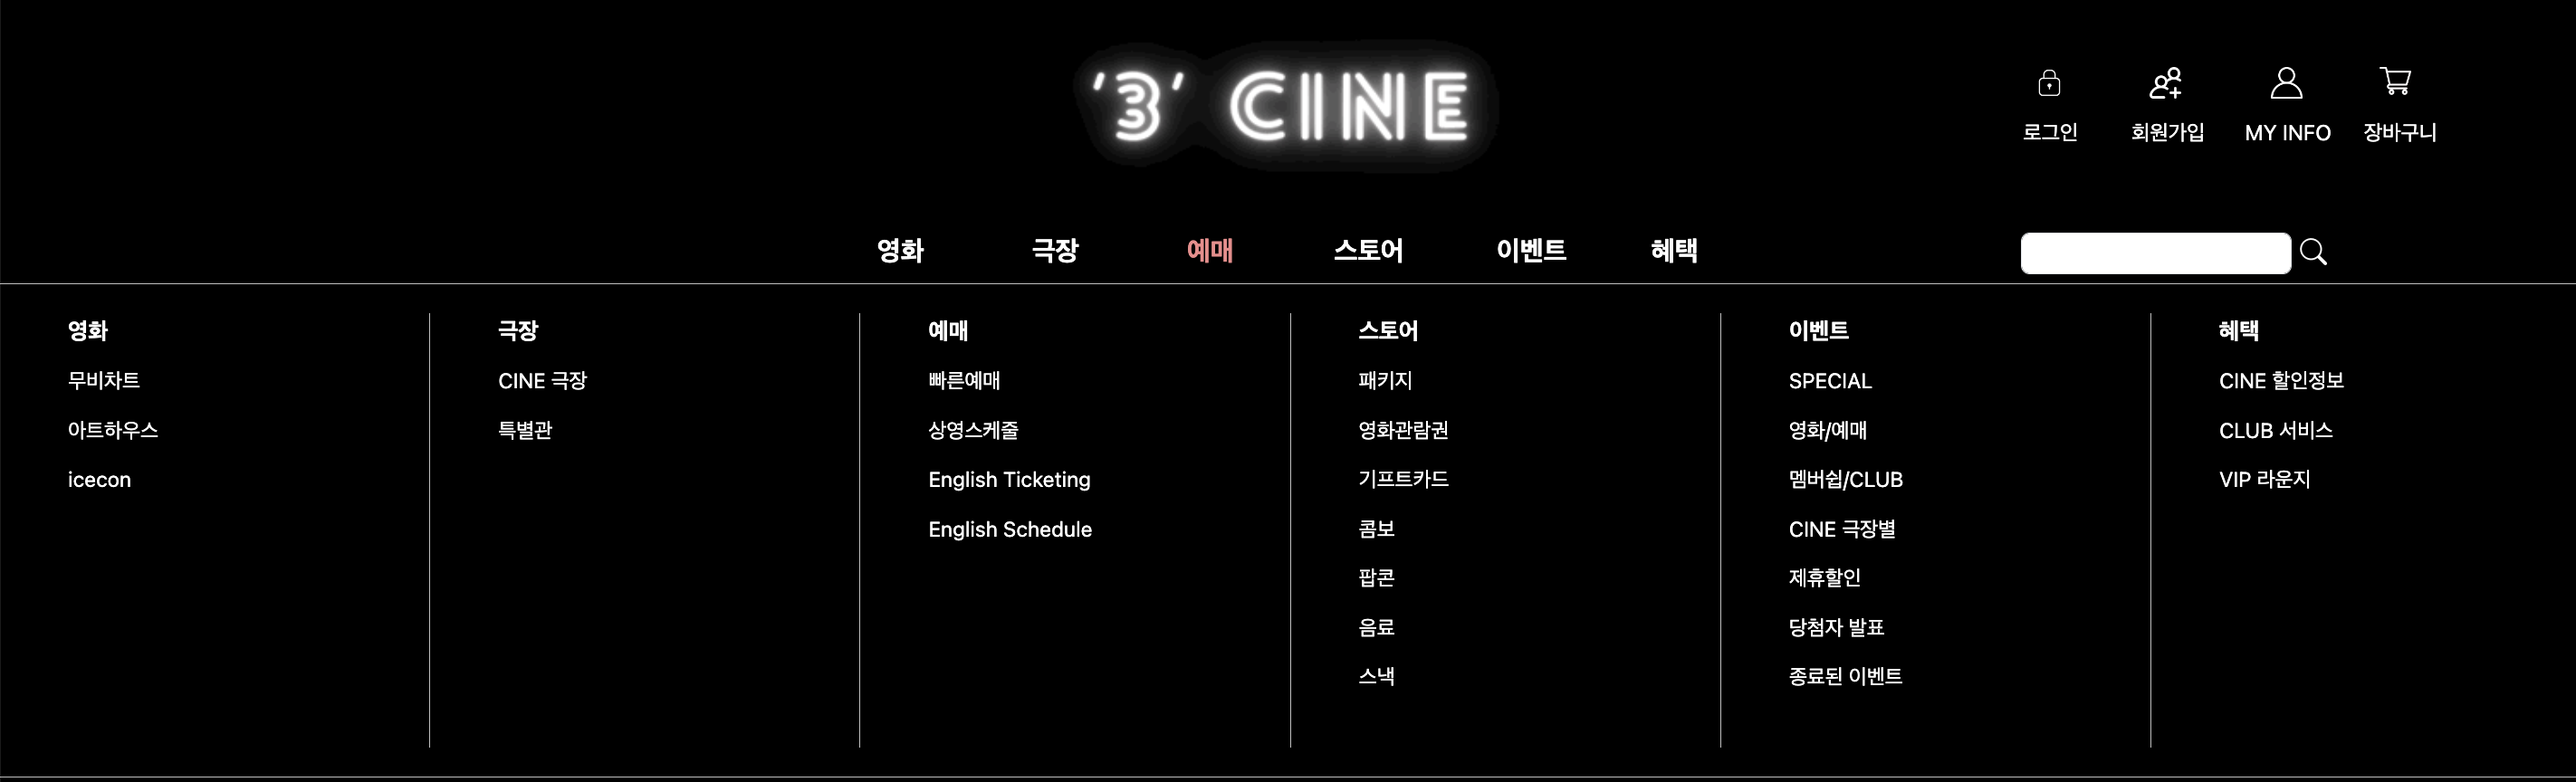 '3' CINE
로그인
회원가입
MY INFO
장바구니
영화 극장 예매 스토어 이벤트 혜택
영화
무비차트
아트하우스
icecon
극장
CINE 극장
특별관
예매
빠른예매
상영스케줄
English Ticketing
English Schedule
스토어
패키지
영화관람권
기프트카드
콤보
팝콘
음료
스낵
이벤트
SPECIAL
영화/예매
멤버쉽/CLUB
CINE 극장별
제휴할인
당첨자 발표
종료된 이벤트
혜택
CINE 할인정보
CLUB 서비스
VIP 라운지